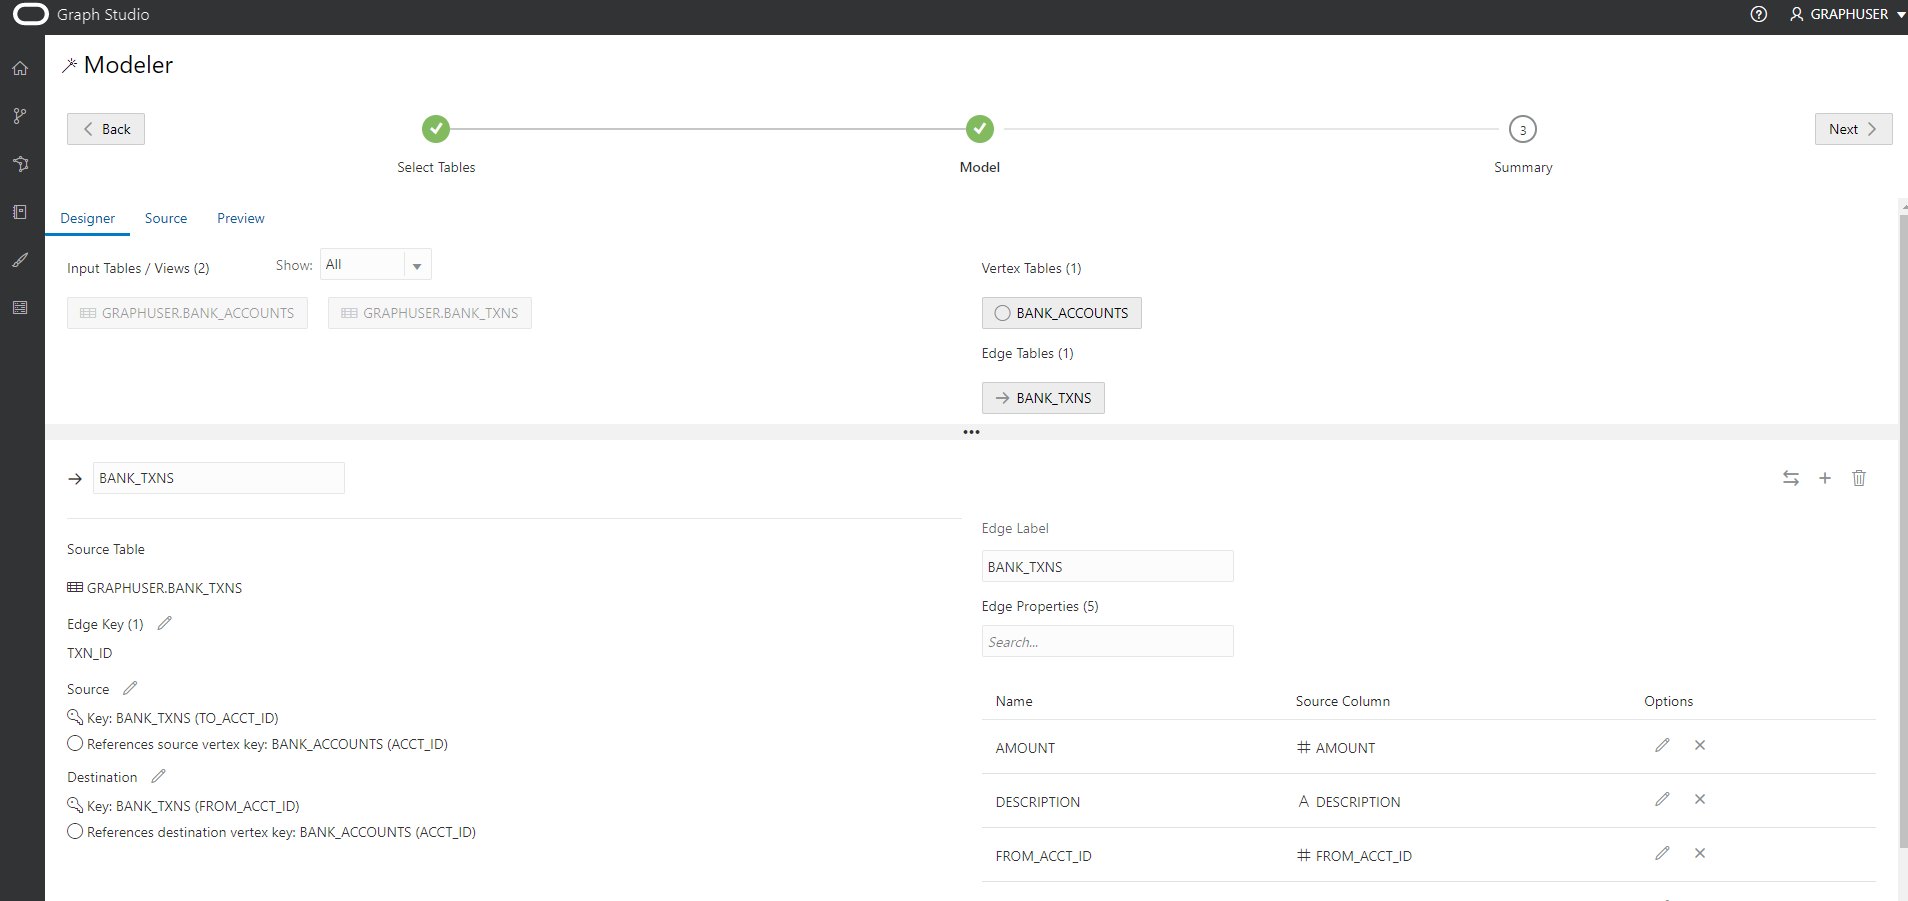 Graph Studio
GRAPHUSER
Modeler
Back
Next
3
Select Tables
Model
Summary
Designer
Source
Preview
Input Tables / Views (2)
Show:
All
GRAPHUSER.BANK_ACCOUNTS
GRAPHUSER.BANK_TXNS
Vertex Tables (1)
BANK_ACCOUNTS
Edge Tables (1)
BANK_TXNS
BANK_TXNS
Source Table
GRAPHUSER.BANK_TXNS
Edge Key (1)
TXN_ID
Source
Key: BANK_TXNS (TO_ACCT_ID)
References source vertex key: BANK_ACCOUNTS (ACCT_ID)
Destination
Key: BANK_TXNS (FROM_ACCT_ID)
References destination vertex key: BANK_ACCOUNTS (ACCT_ID)
Edge Label
BANK_TXNS
Edge Properties (5)
Search...
Name Source Column Options
AMOUNT # AMOUNT
DESCRIPTION A DESCRIPTION
FROM_ACCT_ID # FROM_ACCT_ID